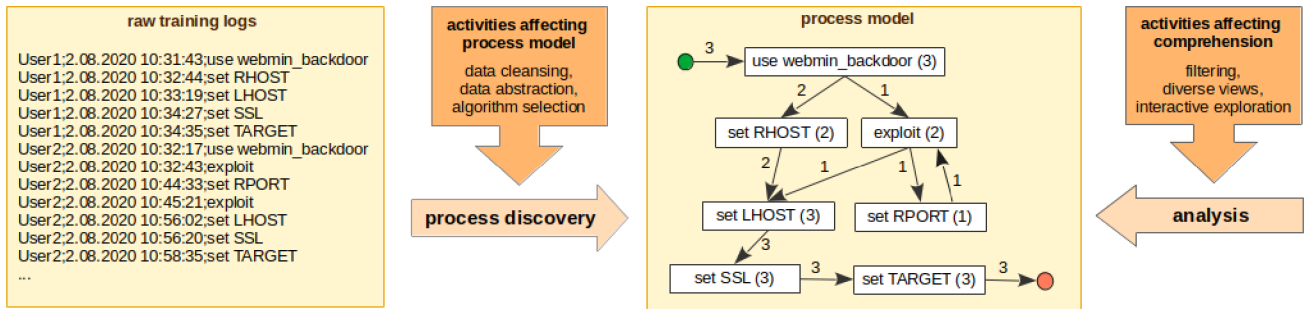 raw training logs
User1;2.08.2020 10:31:43;use webmin_backdoor
User1;2.08.2020 10:32:44;set RHOST
User1;2.08.2020 10:33:19;set LHOST
User1;2.08.2020 10:34:27;set SSL
User1;2.08.2020 10:34:35;set TARGET
User2;2.08.2020 10:32:17;use webmin_backdoor
User2;2.08.2020 10:32:43;exploit
User2;2.08.2020 10:44:33;set RPORT
User2;2.08.2020 10:45:21;exploit
User2;2.08.2020 10:56:02;set LHOST
User2;2.08.2020 10:56:20;set SSL
User2;2.08.2020 10:58:35;set TARGET
...
activities affecting
process model
data cleansing,
data abstraction,
algorithm selection
process discovery
process model
3
use webmin_backdoor (3)
2
1
set RHOST (2)
exploit (2)
2
1
1
1
set LHOST (3)
set RPORT (1)
3
set SSL (3)
3
set TARGET (3)
3
activities affecting
comprehension
filtering,
diverse views,
interactive exploration
analysis